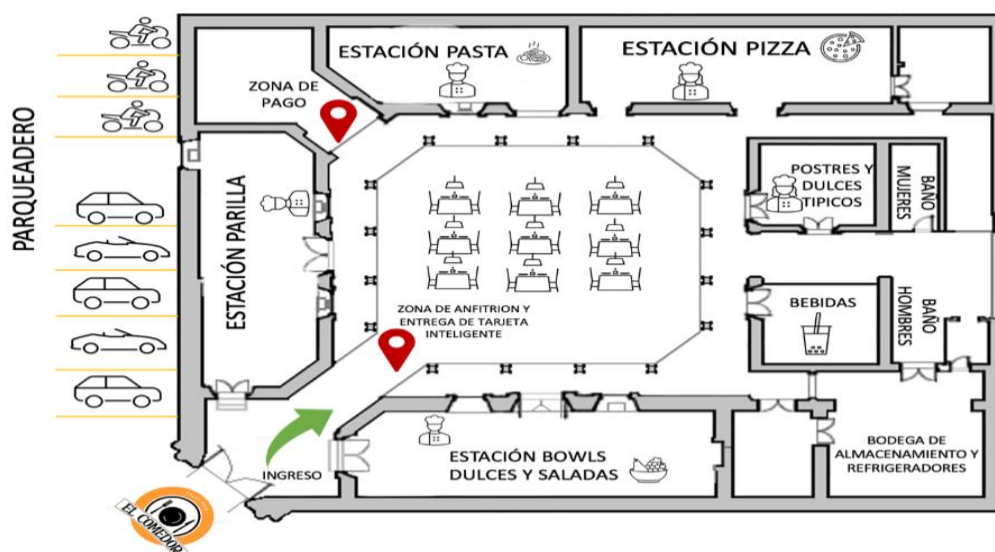 PARQUEADERO
ESTACIÓN PASTA
ESTACIÓN PIZZA
ZONA DE
PAGO
ESTACIÓN PARILLA
POSTRES Y
DULCES
TIPICOS
BAÑO
MUJERES
ZONA DE ANFITRION Y
ENTREGA DE TARJETA
INTELIGENTE
BEBIDAS
BAÑO
HOMBRES
INGRESO
ESTACIÓN BOWLS
DULCES Y SALADAS
BODEGA DE
ALMACENAMIENTO Y
REFRIGERADORES
EL COMEDOR